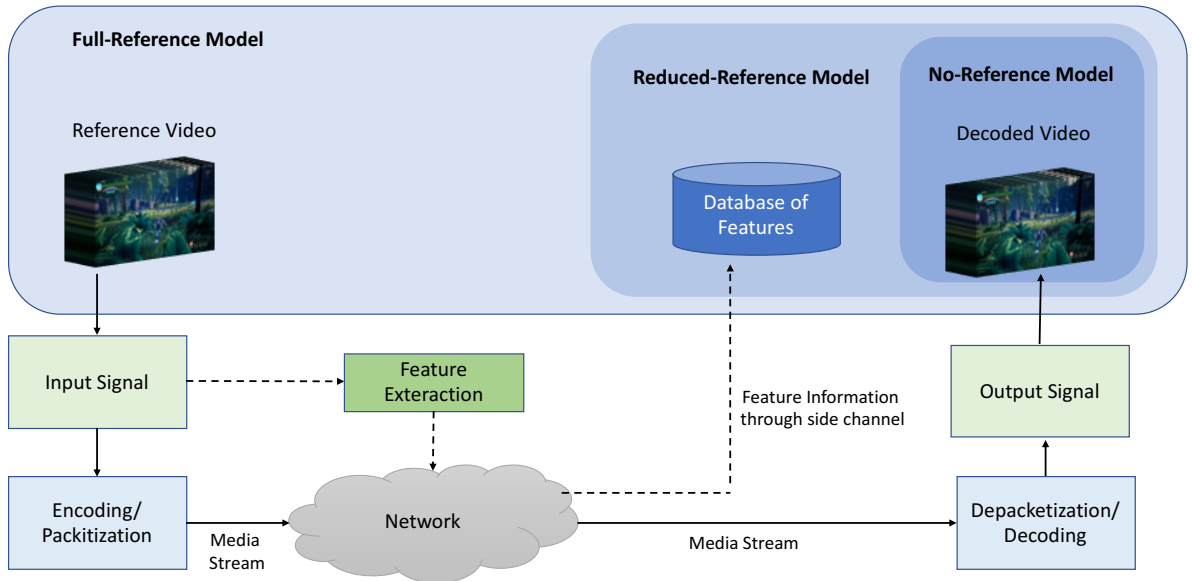 Full-Reference Model
Reduced-Reference Model
No-Reference Model
Reference Video
Decoded Video
Database of
Features
Input Signal
Feature
Exteraction
Feature Information
through side channel
Output Signal
Encoding/
Packitization
Media
Stream
Network
Media Stream
Depacketization/
Decoding